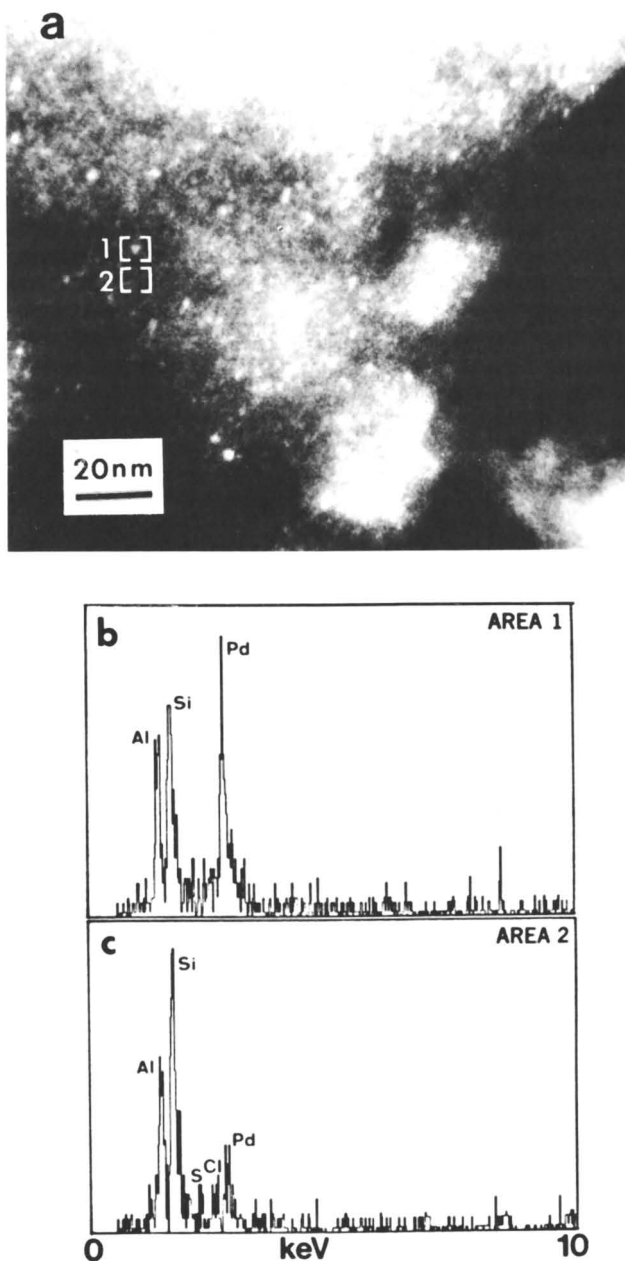 a
1 []
2 []
20nm
b
AREA 1
Pd
Si
Al
c
AREA 2
Si
Al
S
Cl
Pd
0 keV 10